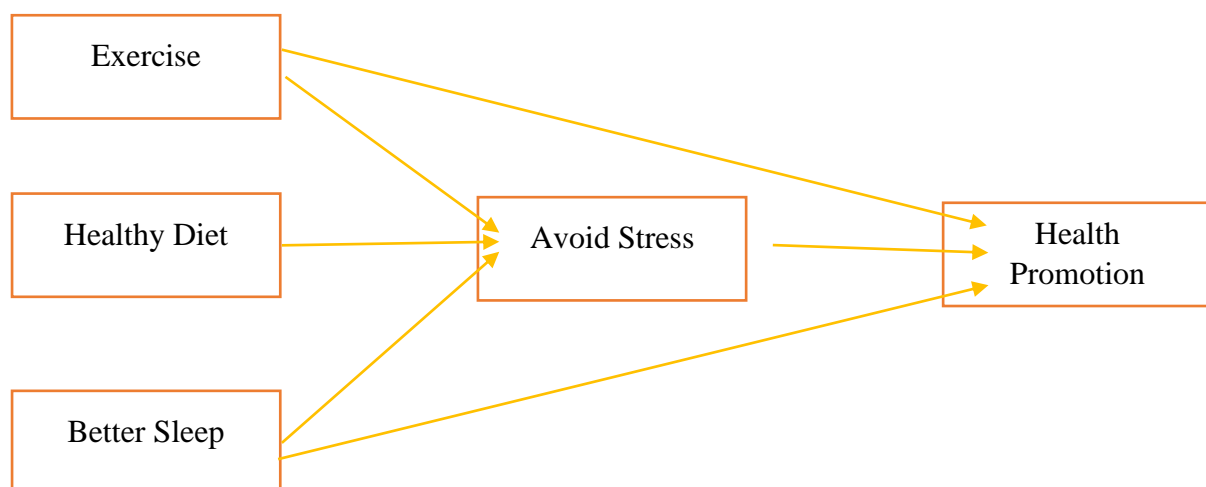 Exercise
Healthy Diet
Avoid Stress
Health
Promotion
Better Sleep